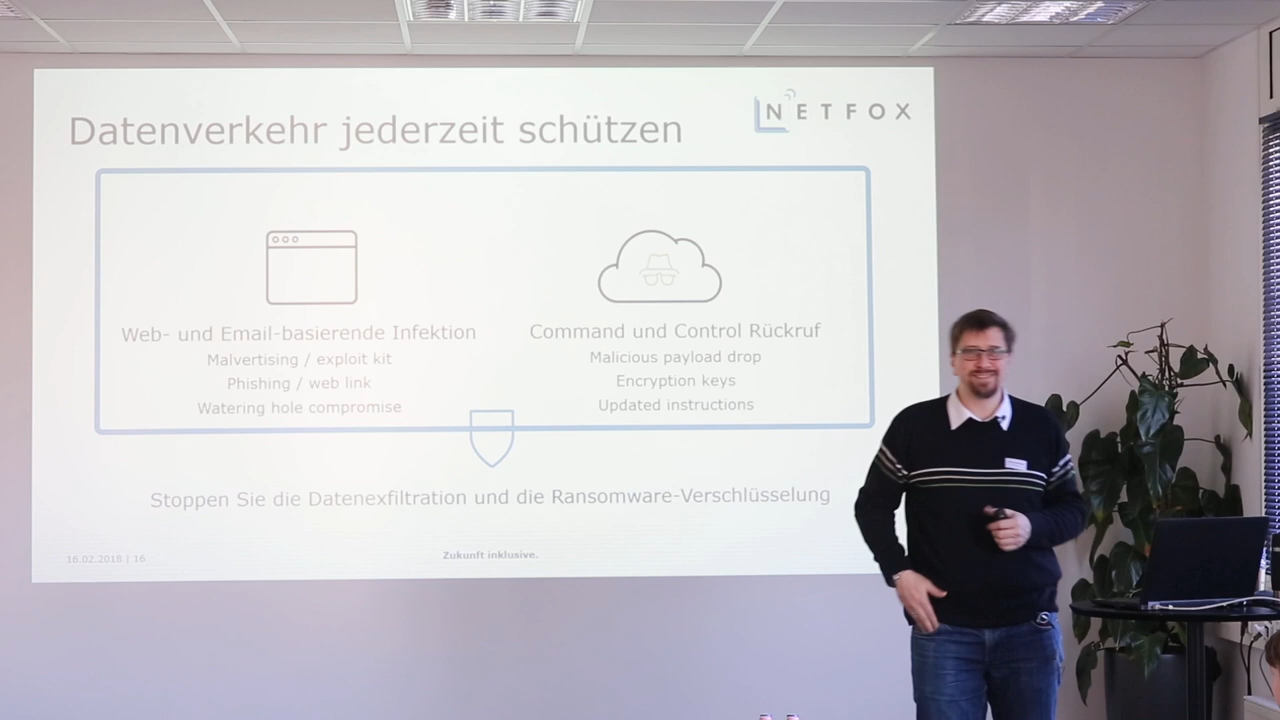 Datenverkehr jederzeit schützen
NETFOX
Web- und Email-basierende Infektion
Malvertising / exploit kit
Phishing / web link
Watering hole compromise
Command und Control Rückruf
Malicious payload drop
Encryption keys
Updated instructions
Stoppen Sie die Datenexfiltration und die Ransomware-Verschlüsselung
16.02.2018 | 16
Zukunft inklusive.